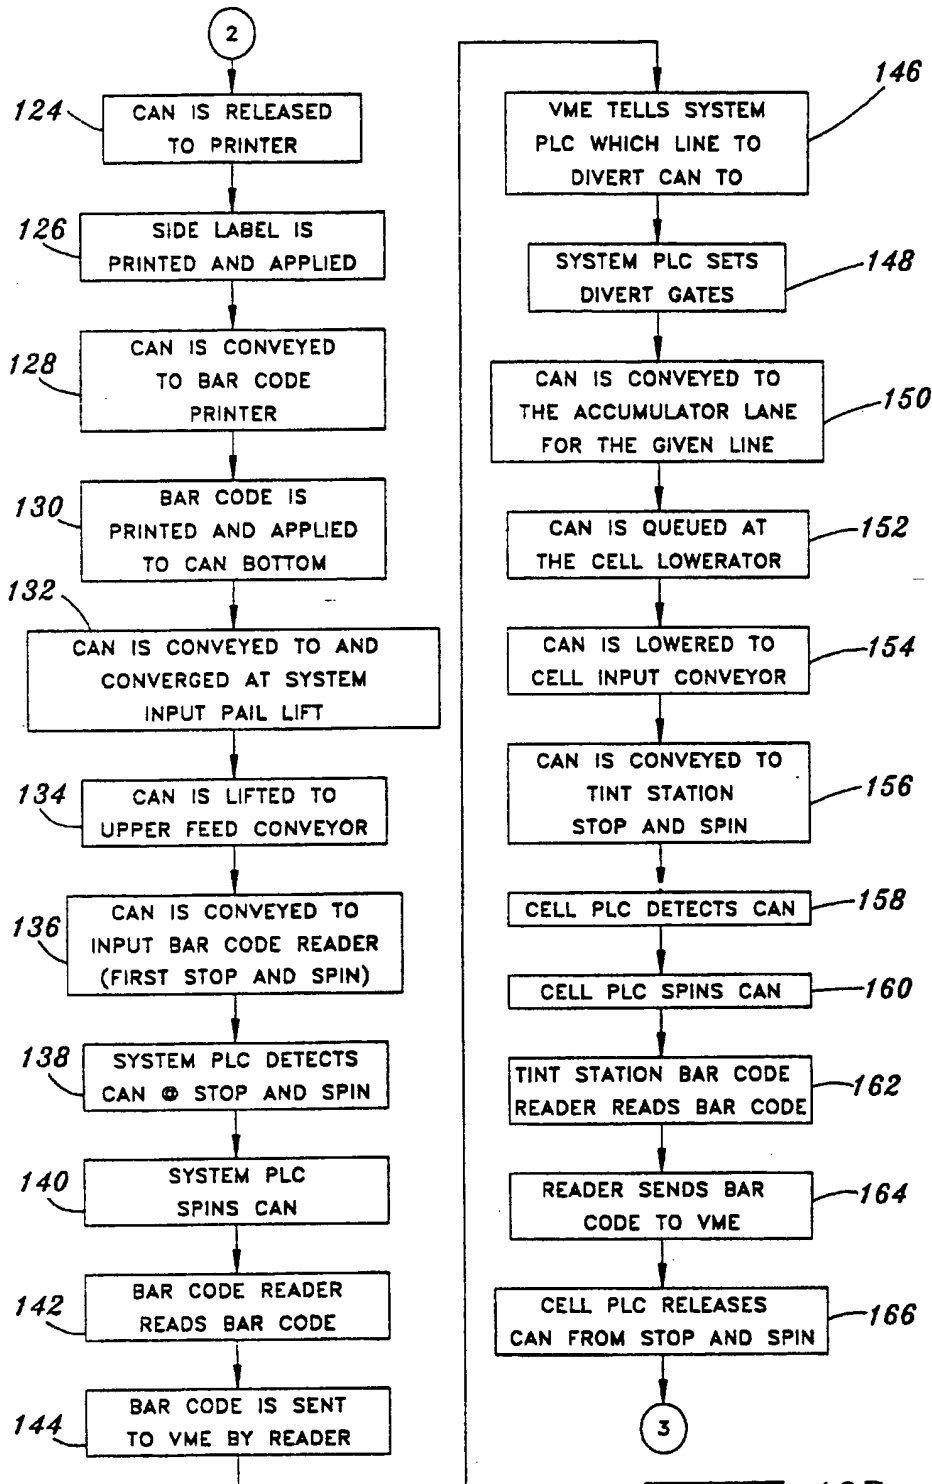 2
124
CAN IS RELEASED
TO PRINTER
126
SIDE LABEL IS
PRINTED AND APPLIED
128
CAN IS CONVEYED
TO BAR CODE
PRINTER
130
BAR CODE IS
PRINTED AND APPLIED
TO CAN BOTTOM
132
CAN IS CONVEYED TO AND
CONVERGED AT SYSTEM
INPUT PAIL LIFT
134
CAN IS LIFTED TO
UPPER FEED CONVEYOR
136
CAN IS CONVEYED TO
INPUT BAR CODE READER
(FIRST STOP AND SPIN)
138
SYSTEM PLC DETECTS
CAN @ STOP AND SPIN
140
SYSTEM PLC
SPINS CAN
142
BAR CODE READER
READS BAR CODE
144
BAR CODE IS SENT
TO VME BY READER
146
VME TELLS SYSTEM
PLC WHICH LINE TO
DIVERT CAN TO
148
SYSTEM PLC SETS
DIVERT GATES
150
CAN IS CONVEYED TO
THE ACCUMULATOR LANE
FOR THE GIVEN LINE
152
CAN IS QUEUED AT
THE CELL LOWERATOR
154
CAN IS LOWERED TO
CELL INPUT CONVEYOR
156
CAN IS CONVEYED TO
TINT STATION
STOP AND SPIN
158
CELL PLC DETECTS CAN
160
CELL PLC SPINS CAN
162
TINT STATION BAR CODE
READER READS BAR CODE
164
READER SENDS BAR
CODE TO VME
166
CELL PLC RELEASES
CAN FROM STOP AND SPIN
3